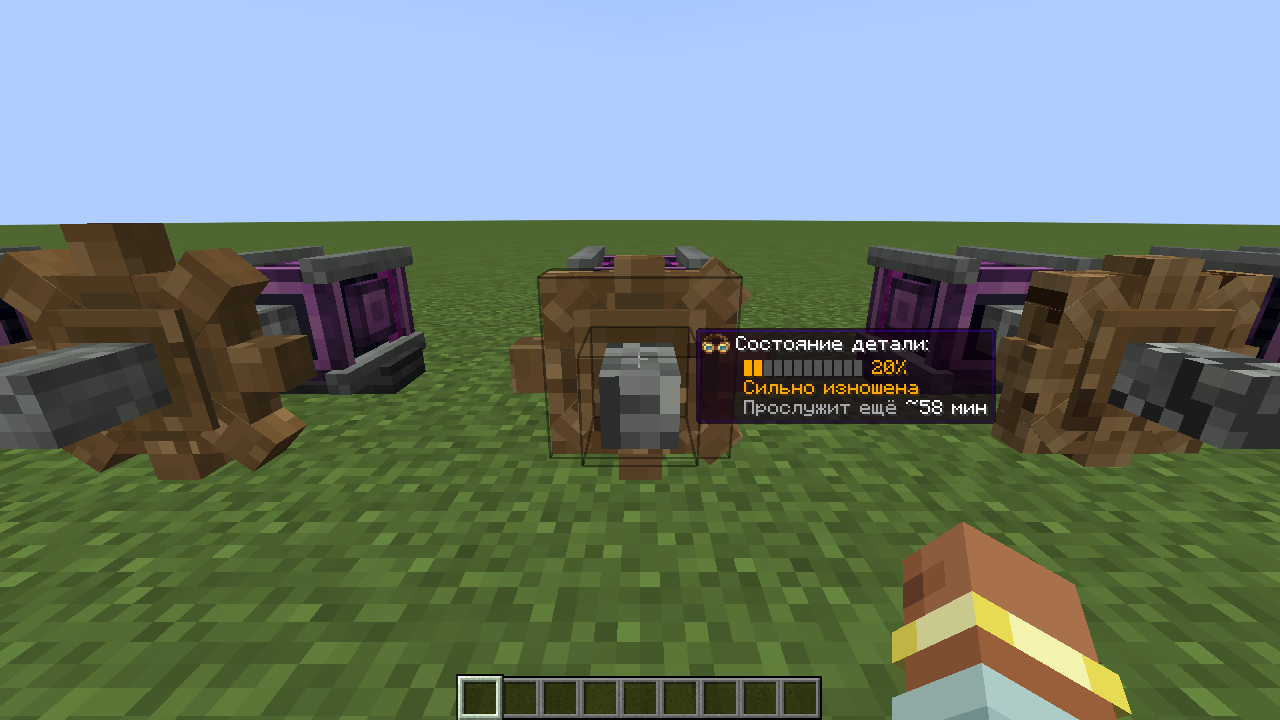 Состояние детали:
20%
Сильно изношена
Прослужит ещё ~58 мин